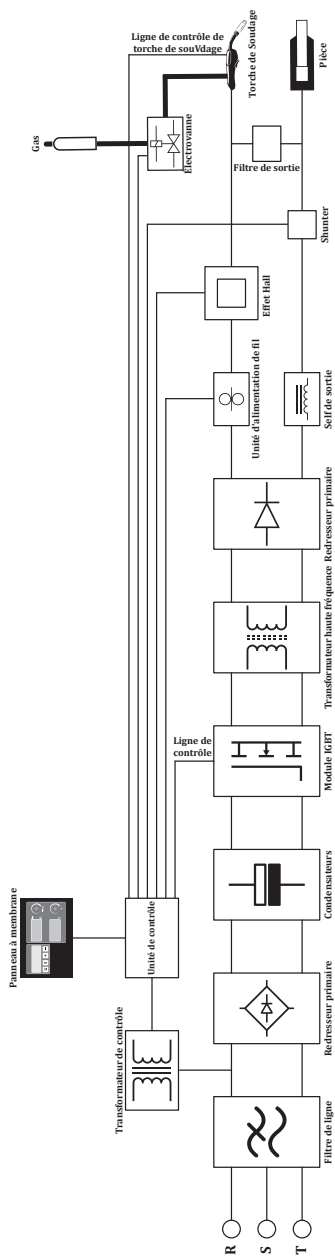 R
S
T
Filtre de ligne
Redresseur primaire
Condensateurs
Module IGBT
Transformateur haute fréquence
Redresseur primaire
Self de sortie
Unité d'alimentation de fil
Effet Hall
Shunter
Filtre de sortie
Pièce
Torche de Soudage
Ligne de contrôle de
torche de souVdage
Electrovanne
Gas
Ligne de
contrôle
Transformateur de contrôle
Unité de contrôle
Panneau à membrane